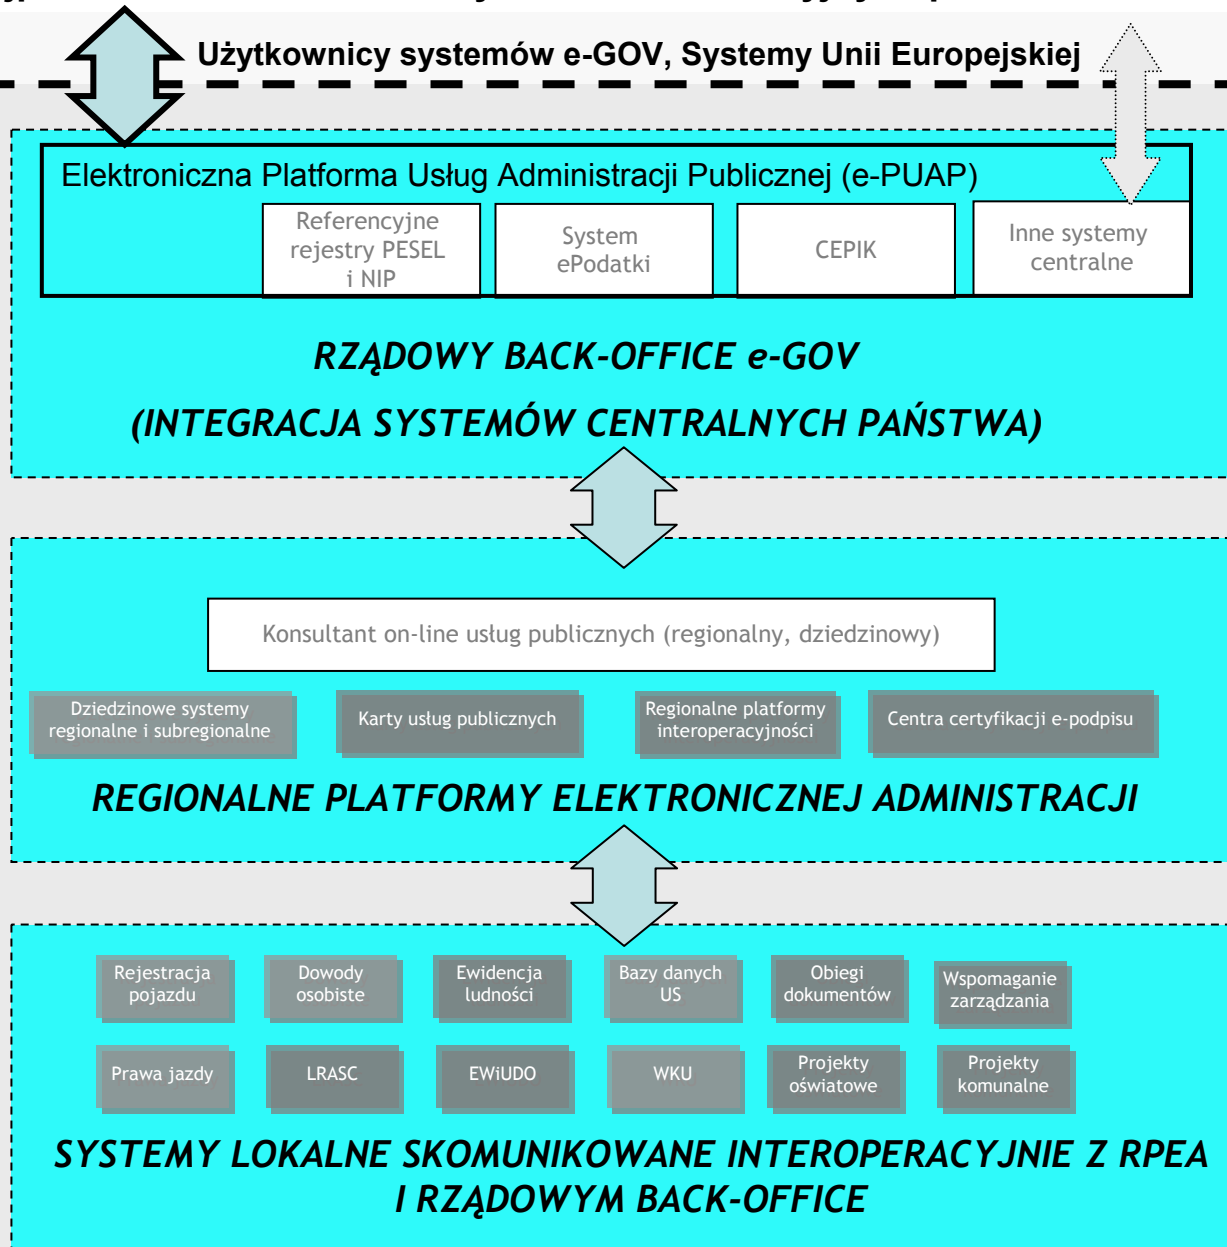 Użytkownicy systemów e-GOV, Systemy Unii Europejskiej
Elektroniczna Platforma Usług Administracji Publicznej (e-PUAP)
Referencyjne
rejestry PESEL
i NIP
System
ePodatki
CEPIK
Inne systemy
centralne
RZĄDOWY BACK-OFFICE e-GOV
(INTEGRACJA SYSTEMÓW CENTRALNYCH PAŃSTWA)
Konsultant on-line usług publicznych (regionalny, dziedzinowy)
Dziedzinowe systemy
regionalne i subregionalne
Karty usług publicznych
Regionalne platformy
interoperacyjności
Centra certyfikacji e-podpisu
REGIONALNE PLATFORMY ELEKTRONICZNEJ ADMINISTRACJI
Rejestracja
pojazdu
Dowody
osobiste
Ewidencja
ludności
Bazy danych
US
Obiegi
dokumentów
Wspomaganie
zarządzania
Prawa jazdy
LRASC
EWiUDO
WKU
Projekty
oświatowe
Projekty
komunalne
SYSTEMY LOKALNE SKOMUNIKOWANE INTEROPERACYJNIE Z RPEA
I RZĄDOWYM BACK-OFFICE